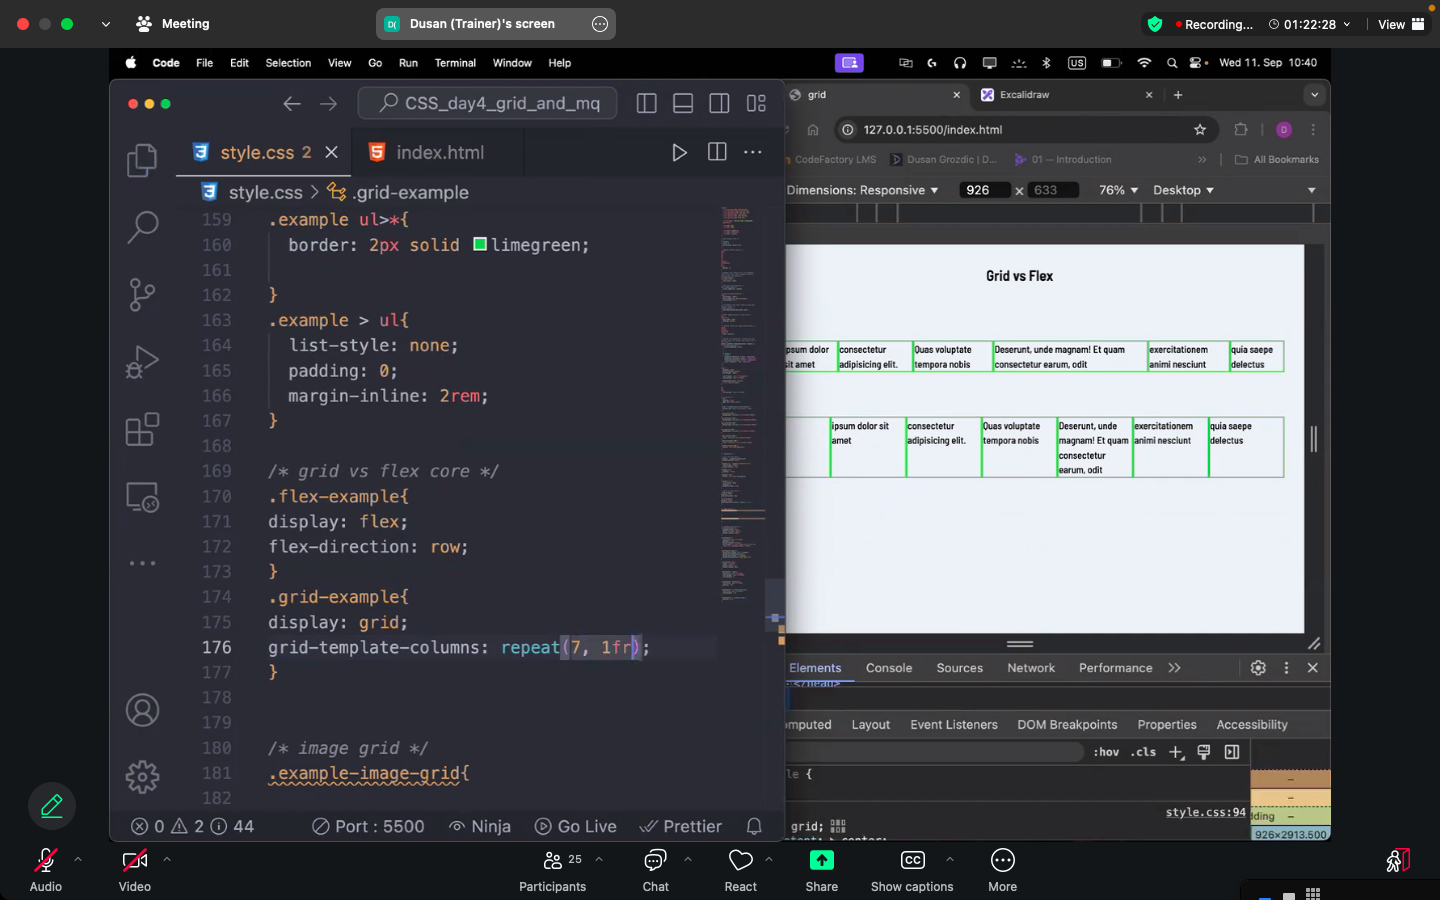 Meeting
D(
Dusan (Trainer)'s screen
Recording...
01:22:28
View
Code File Edit Selection View Go Run Terminal Window Help
US
Wed 11. Sep 10:40
CSS_day4_grid_and_mq
grid
Excalidraw
127.0.0.1:5500/index.html
D
style.css 2
index.html
CodeFactory LMS
Dusan Grozdic | D...
01 — Introduction
All Bookmarks
style.css > .grid-example
Dimensions: Responsive
926 × 633
76%
Desktop
159 .example ul>*{
160 border: 2px solid limegreen;
161
162 }
163 .example > ul{
164 list-style: none;
165 padding: 0;
166 margin-inline: 2rem;
167 }
168
169 /* grid vs flex core */
170 .flex-example{
171 display: flex;
172 flex-direction: row;
173 }
174 .grid-example{
175 display: grid;
176 grid-template-columns: repeat(7, 1fr);
177 }
178
179
180 /* image grid */
181 .example-image-grid{
182
Grid vs Flex
ipsum dolor consectetur Quas voluptate Deserunt, unde magnam! Et quam exercitationem quia saepe
sit amet adipisicing elit. tempora nobis consectetur earum, odit animi nesciunt delectus
ipsum dolor sit consectetur Quas voluptate Deserunt, unde exercitationem quia saepe
amet adipisicing elit. tempora nobis magnam! Et quam animi nesciunt delectus
consectetur
earum, odit
Elements Console Sources Network Performance
</head>
omputed Layout Event Listeners DOM Breakpoints Properties Accessibility
:hov .cls
le {
style.css:94
grid;
dding –
926×2913.500
0 2 44
Port : 5500
Ninja
Go Live
Prettier
25
CC
Audio
Video
Participants
Chat
React
Share
Show captions
More